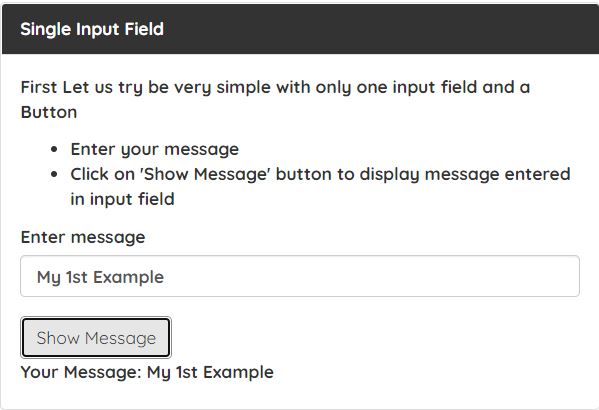 Single Input Field
First Let us try be very simple with only one input field and a
Button
Enter your message
Click on 'Show Message' button to display message entered
in input field
Enter message
My 1st Example
Show Message
Your Message: My 1st Example